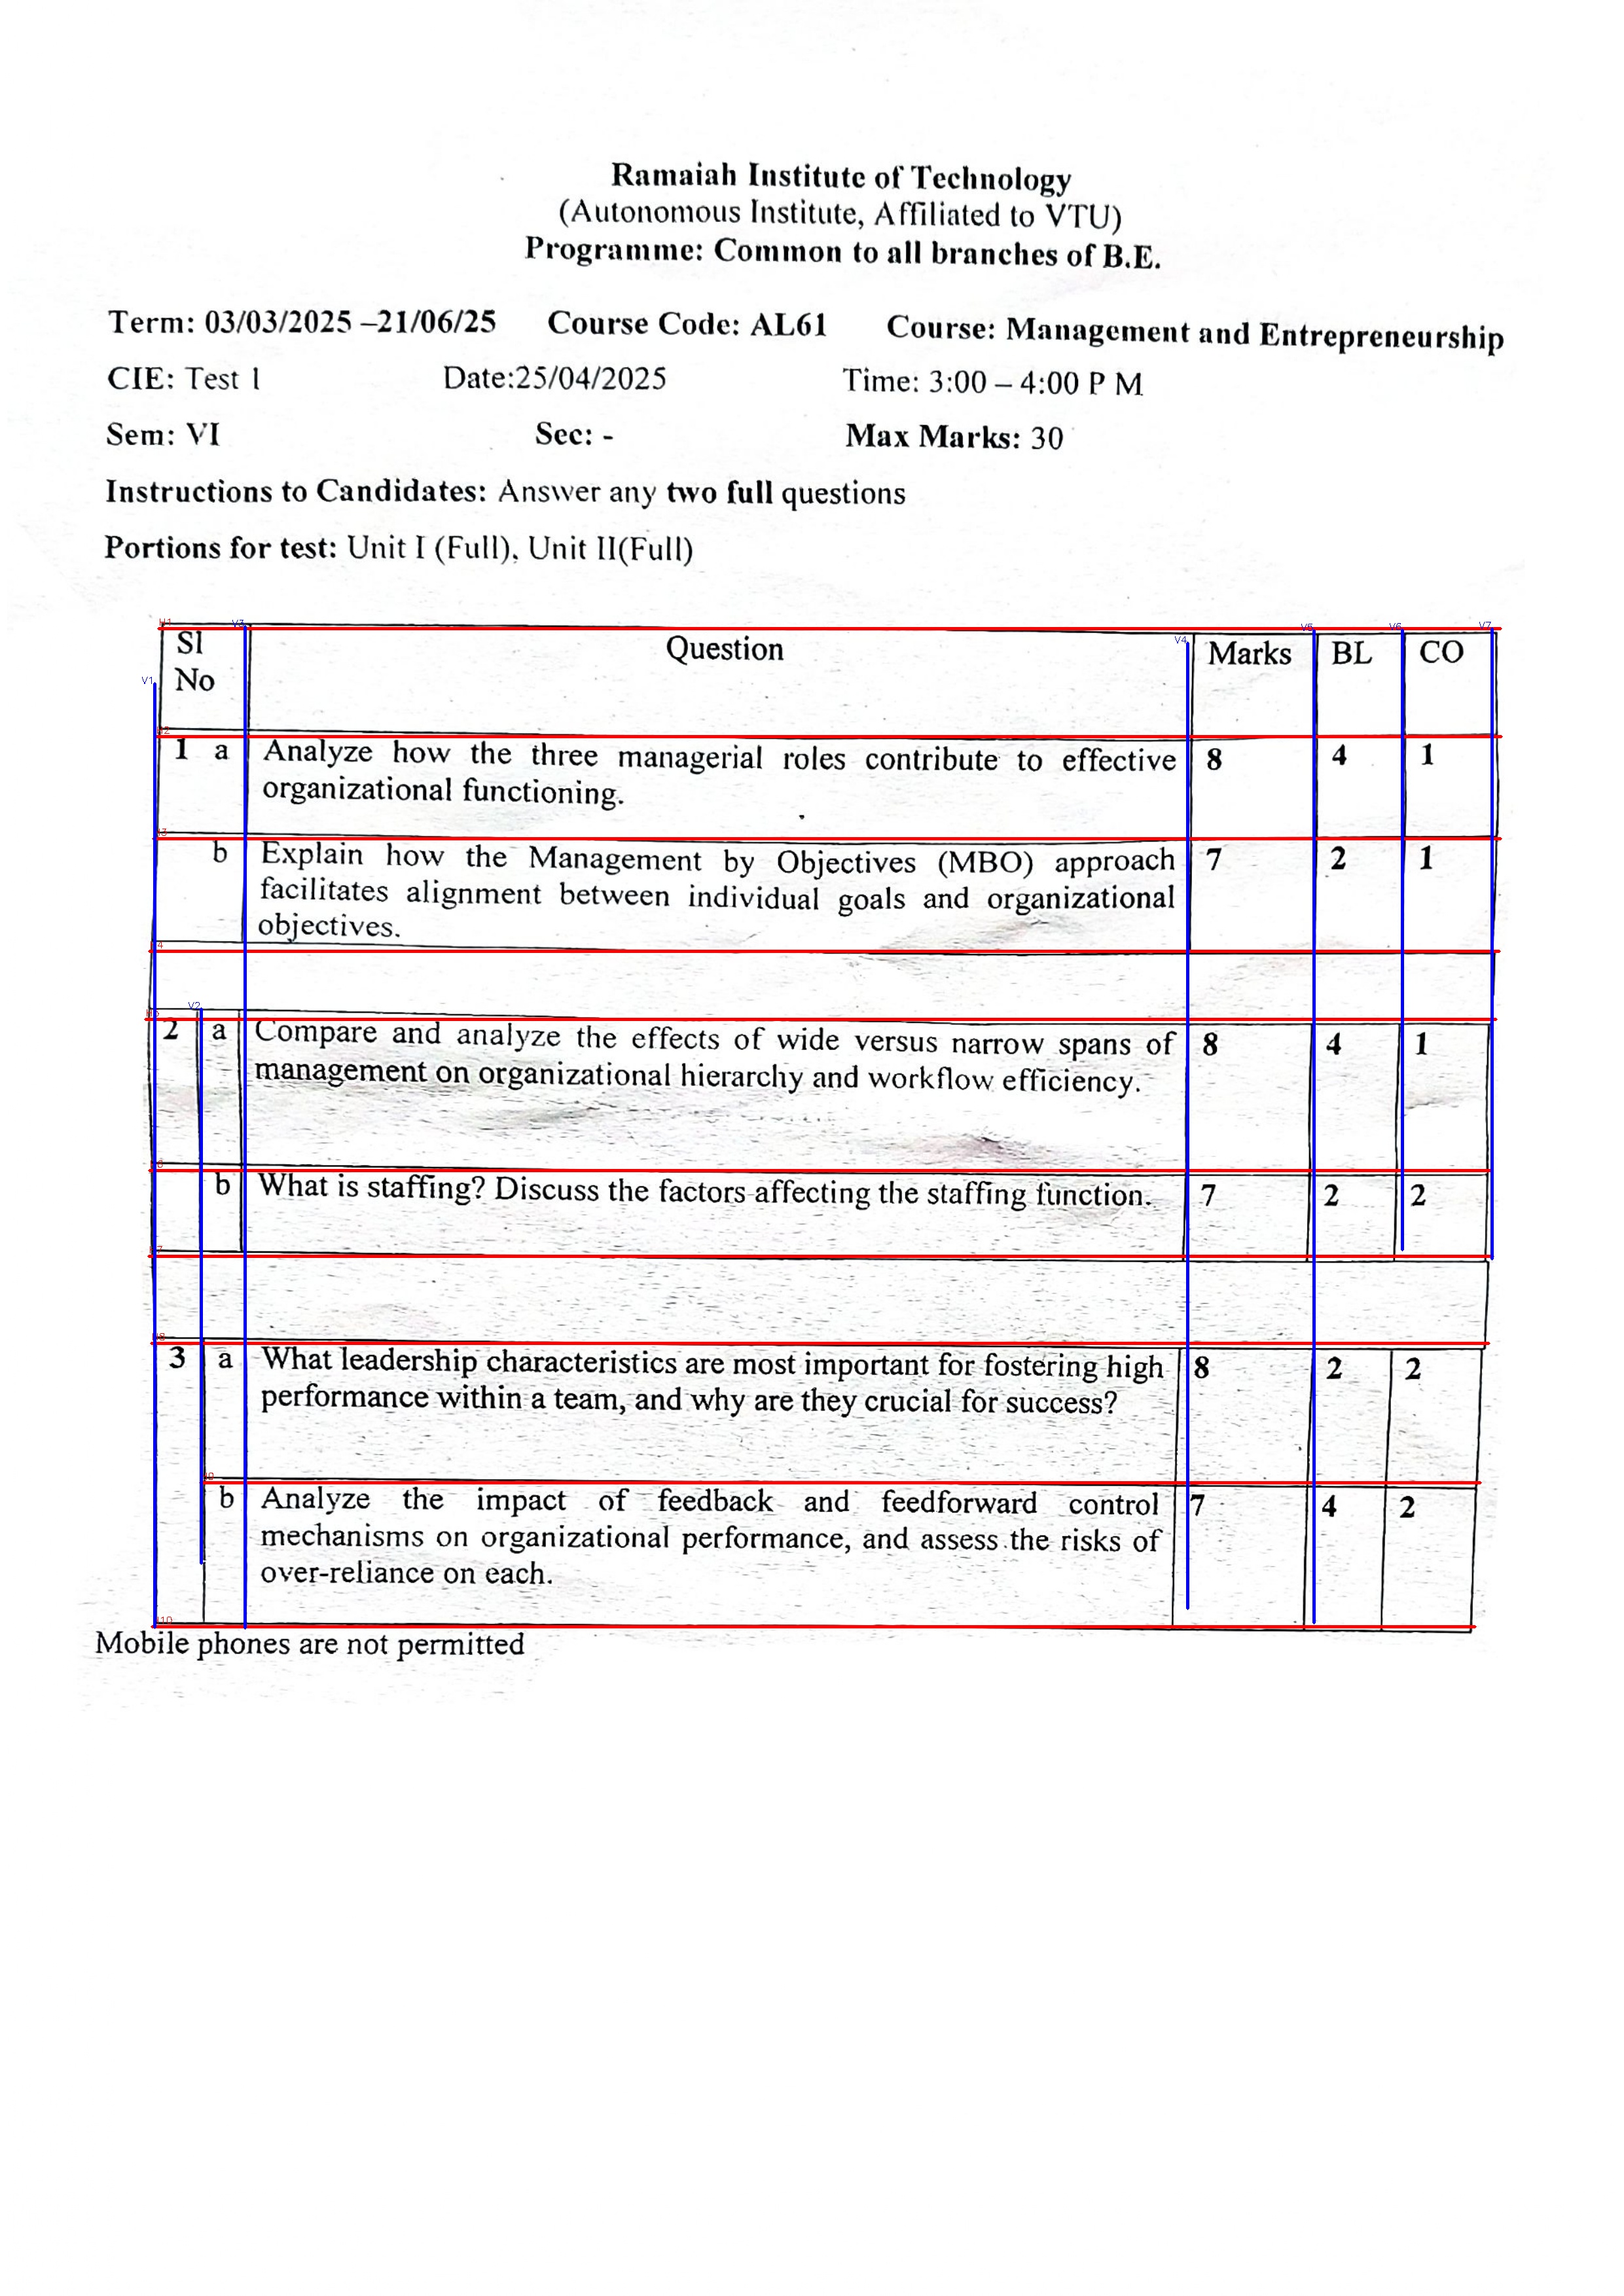 Ramaiah Institute of Technology
(Autonomous Institute, Affiliated to VTU)
Programme: Common to all branches of B.E.
Term: 03/03/2025 –21/06/25 Course Code: AL61 Course: Management and Entrepreneurship
CIE: Test 1 Date:25/04/2025 Time: 3:00 – 4:00 P M
Sem: VI Sec: - Max Marks: 30
Instructions to Candidates: Answer any two full questions
Portions for test: Unit I (Full), Unit II(Full)
Sl Question Marks BL CO
No
1 a Analyze how the three managerial roles contribute to effective 8 4 1
organizational functioning.
b Explain how the Management by Objectives (MBO) approach 7 2 1
facilitates alignment between individual goals and organizational
objectives.
2 a Compare and analyze the effects of wide versus narrow spans of 8 4 1
management on organizational hierarchy and workflow efficiency.
b What is staffing? Discuss the factors affecting the staffing function. 7 2 2
3 a What leadership characteristics are most important for fostering high 8 2 2
performance within a team, and why are they crucial for success?
b Analyze the impact of feedback and feedforward control 7 4 2
mechanisms on organizational performance, and assess the risks of
over-reliance on each.
Mobile phones are not permitted